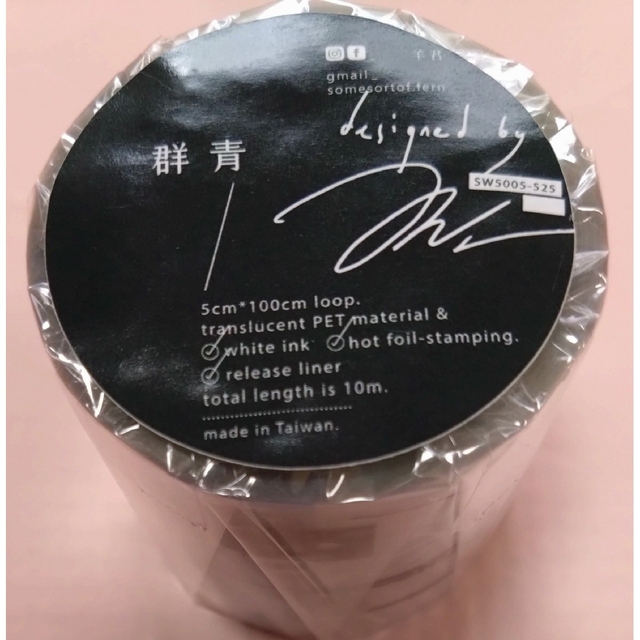 gmail_
somesortof.fern
designed by
群青
SW5005-525
5cm*100cm loop.
translucent PET material &
white ink hot foil-stamping.
release liner
total length is 10m.
made in Taiwan.